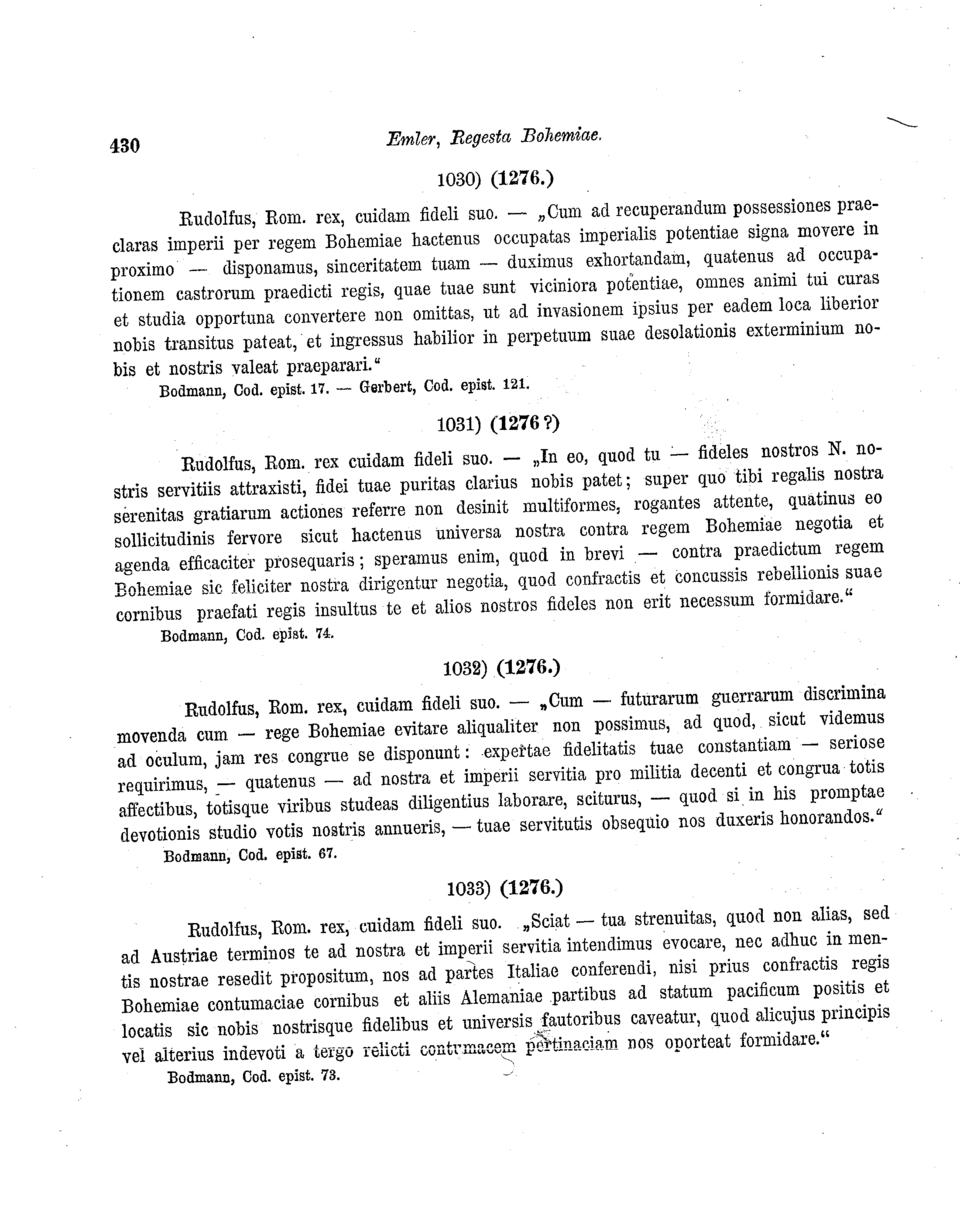 430
Emler, Regesta Bohemiae.
1030) (1276.)
Rudolfus, Rom. rex, cuidam fideli suo. — „Cum ad recuperandum possessiones prae-
claras imperii per regem Bohemiae hactenus occupatas imperialis potentiae signa movere in
proximo — disponamus, sinceritatem tuam — duximus exhortandam, quatenus ad occupa-
tionem castrorum praedicti regis, quae tuae sunt viciniora potentiae, omnes animi tui curas
et studia opportuna convertere non omittas, ut ad invasionem ipsius per eadem loca liberior
nobis transitus pateat, et ingressus habilior in perpetuum suae desolationis exterminium no-
bis et nostris valeat praeparari.“
Bodmann, Cod. epist. 17. — Gerbert, Cod. epist. 121.
1031) (1276?)
Rudolfus, Rom. rex cuidam fideli suo. — „In eo, quod tu — fideles nostros N. no-
stris servitiis attraxisti, fidei tuae puritas clarius nobis patet; super quo tibi regalis nostra
serenitas gratiarum actiones referre non desinit multiformes, rogantes attente, quatinus eo
sollicitudinis fervore sicut hactenus universa nostra contra regem Bohemiae negotia et
agenda efficaciter prosequaris; speramus enim, quod in brevi — contra praedictum regem
Bohemiae sic feliciter nostra dirigentur negotia, quod confractis et concussis rebellionis suae
cornibus praefati regis insultus te et alios nostros fideles non erit necessum formidare.“
Bodmann, Cod. epist. 74.
1032) (1276.)
Rudolfus, Rom. rex, cuidam fideli suo. — „Cum — futurarum guerrarum discrimina
movenda cum — rege Bohemiae evitare aliqualiter non possimus, ad quod, sicut videmus
ad oculum, jam res congrue se disponunt: expertae fidelitatis tuae constantiam — seriose
requirimus, — quatenus — ad nostra et imperii servitia pro militia decenti et congrua totis
affectibus, totisque viribus studeas diligentius laborare, sciturus, — quod si in his promptae
devotionis studio votis nostris annueris, — tuae servitutis obsequio nos duxeris honorandos.“
Bodmann, Cod. epist. 67.
1033) (1276.)
Rudolfus, Rom. rex, cuidam fideli suo. „Sciat — tua strenuitas, quod non alias, sed
ad Austriae terminos te ad nostra et imperii servitia intendimus evocare, nec adhuc in men-
tis nostrae resedit propositum, nos ad partes Italiae conferendi, nisi prius confractis regis
Bohemiae contumaciae cornibus et aliis Alemaniae partibus ad statum pacificum positis et
locatis sic nobis nostrisque fidelibus et universis fautoribus caveatur, quod alicujus principis
vel alterius indevoti a tergo relicti contrmacem pertinaciam nos oporteat formidare.“
Bodmann, Cod. epist. 73.